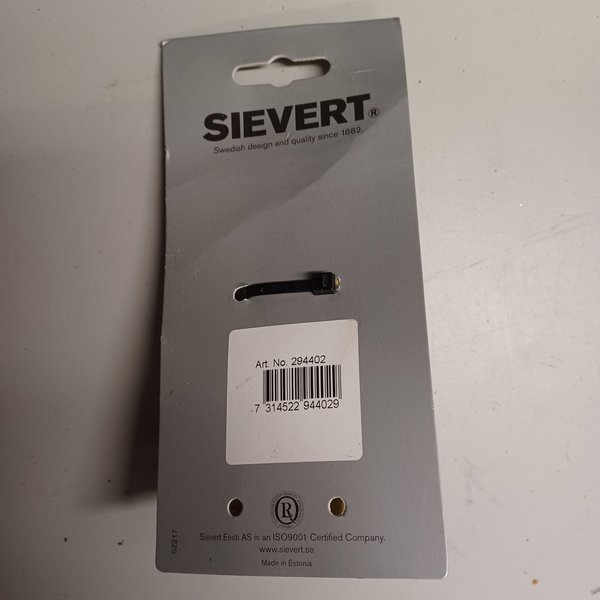 SIEVERT®
Swedish design and quality since 1882.
Art. No. 294402
7 314522 944029
R
Sievert Eesti AS is an ISO9001 Certified Company.
www.sievert.se
Made in Estonia
52217